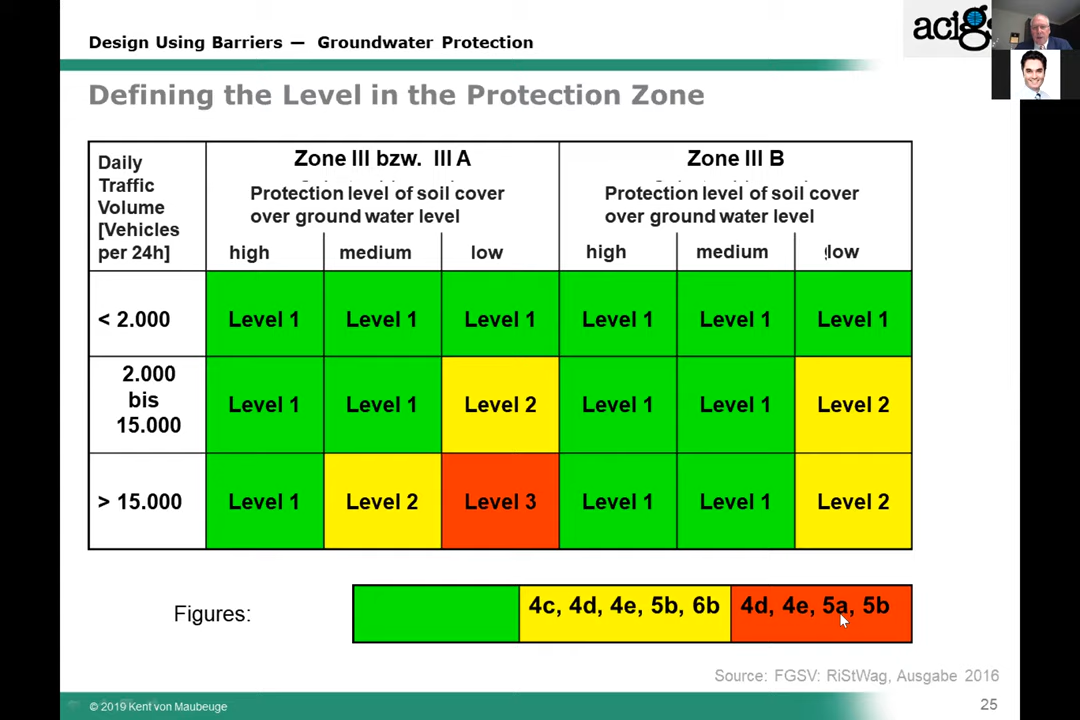 Design Using Barriers — Groundwater Protection
acigs
Defining the Level in the Protection Zone
Daily
Traffic
Volume
[Vehicles
per 24h]
Zone III bzw. III A
Protection level of soil cover
over ground water level
high medium low
Zone III B
Protection level of soil cover
over ground water level
high medium low
< 2.000 Level 1 Level 1 Level 1 Level 1 Level 1 Level 1
2.000
bis
15.000
Level 1 Level 1 Level 2 Level 1 Level 1 Level 2
> 15.000 Level 1 Level 2 Level 3 Level 1 Level 1 Level 2
Figures: 4c, 4d, 4e, 5b, 6b 4d, 4e, 5a, 5b
Source: FGSV: RiStWag, Ausgabe 2016
© 2019 Kent von Maubeuge
25